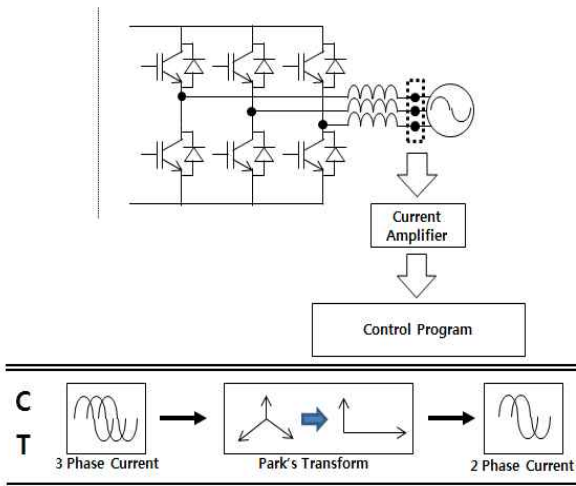 Current
Amplifier
Control Program
C
T
3 Phase Current
Park's Transform
2 Phase Current